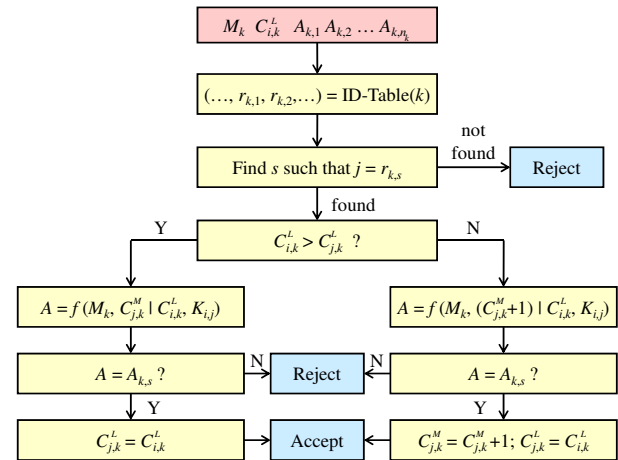 M_k C^L_{i,k} A_{k,1} A_{k,2} … A_{k,n_k}
(…, r_{k,1}, r_{k,2},…) = ID-Table(k)
Find s such that j = r_{k,s}
not
found
Reject
found
C^L_{i,k} > C^L_{j,k} ?
Y
N
A = f (M_k, C^M_{j,k} | C^L_{i,k}, K_{i,j})
A = f (M_k, (C^M_{j,k}+1) | C^L_{i,k}, K_{i,j})
A = A_{k,s} ?
N
Reject
N
A = A_{k,s} ?
Y
Y
C^L_{j,k} = C^L_{i,k}
Accept
C^M_{j,k} = C^M_{j,k}+1; C^L_{j,k} = C^L_{i,k}